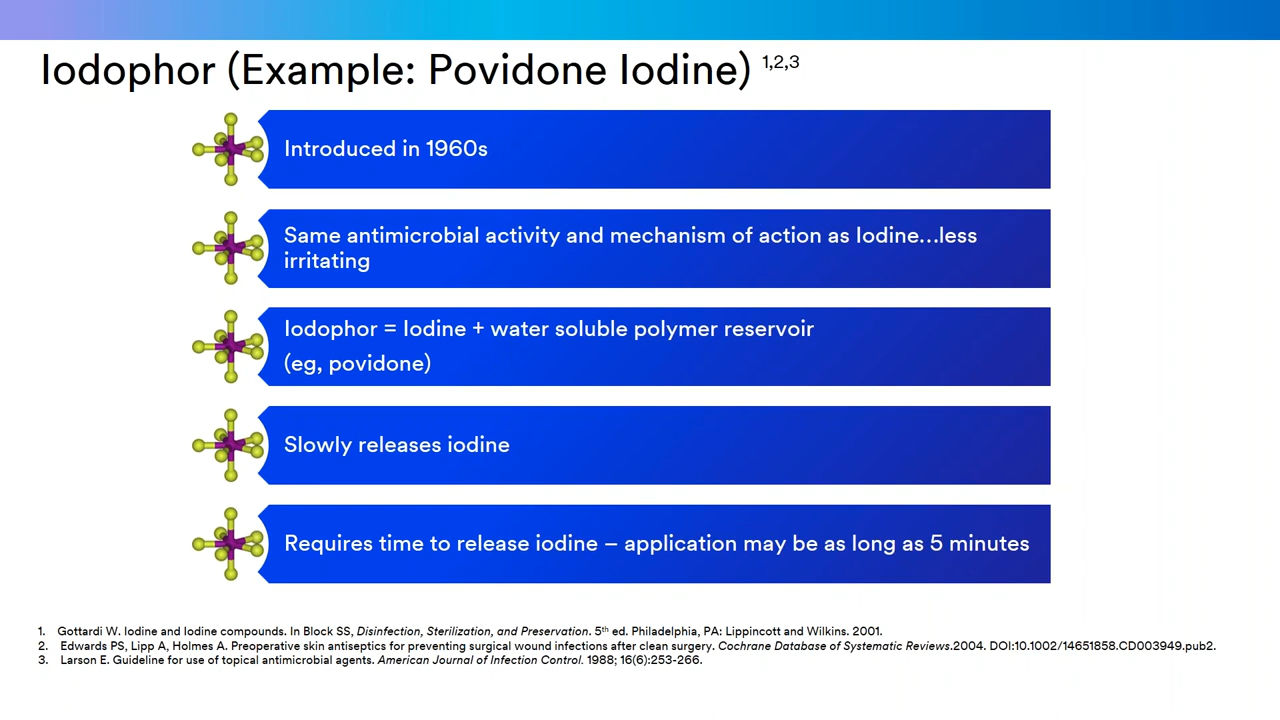 Iodophor (Example: Povidone Iodine) 1,2,3
Introduced in 1960s
Same antimicrobial activity and mechanism of action as Iodine...less
irritating
Iodophor = Iodine + water soluble polymer reservoir
(eg, povidone)
Slowly releases iodine
Requires time to release iodine – application may be as long as 5 minutes
1. Gottardi W. Iodine and Iodine compounds. In Block SS, Disinfection, Sterilization, and Preservation. 5th ed. Philadelphia, PA: Lippincott and Wilkins. 2001.
2. Edwards PS, Lipp A, Holmes A. Preoperative skin antiseptics for preventing surgical wound infections after clean surgery. Cochrane Database of Systematic Reviews.2004. DOI:10.1002/14651858.CD003949.pub2.
3. Larson E. Guideline for use of topical antimicrobial agents. American Journal of Infection Control. 1988; 16(6):253-266.